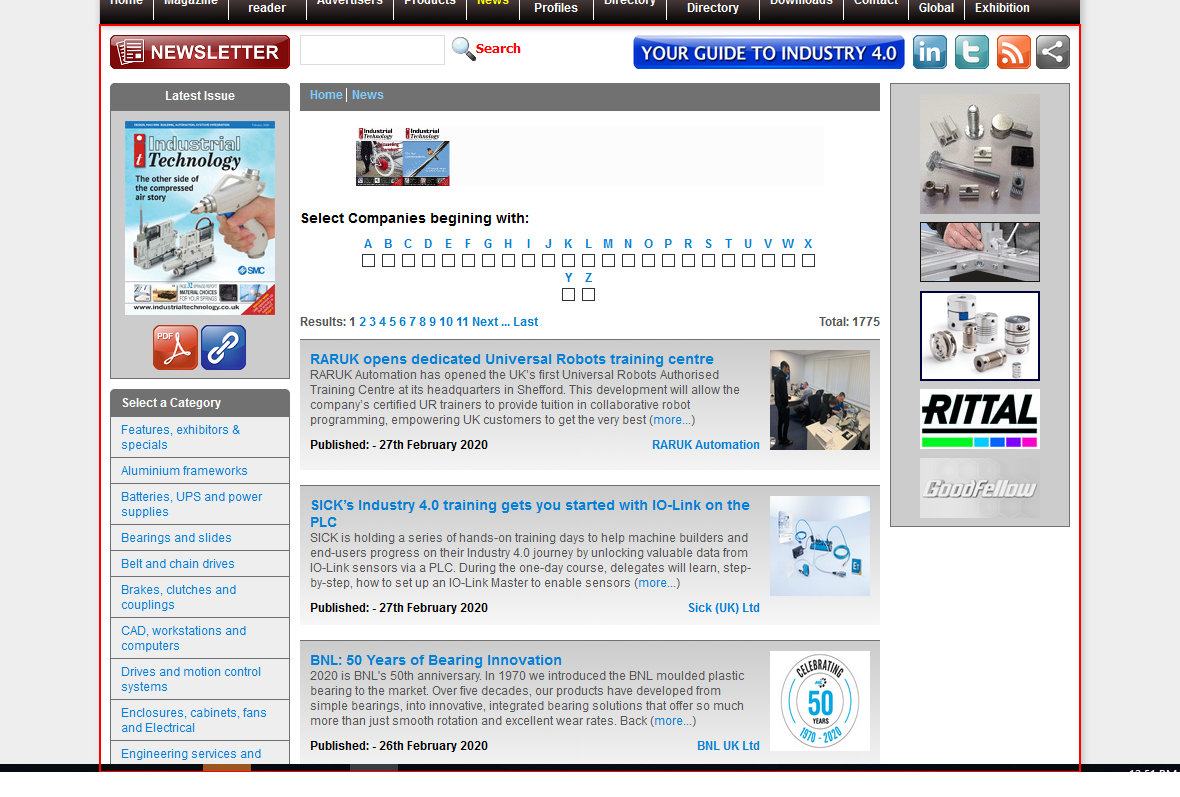 Home Magazine reader Advertisers Products News Profiles Directory Directory Downloads Contact Global Exhibition
NEWSLETTER
Search
YOUR GUIDE TO INDUSTRY 4.0
in
Latest Issue
Industrial
Technology
The other side of
the compressed
air story
SMC
MATERIAL CHOICES
FOR YOUR SPRINGS
www.industrialtechnology.co.uk
PDF
Select a Category
Features, exhibitors &
specials
Aluminium frameworks
Batteries, UPS and power
supplies
Bearings and slides
Belt and chain drives
Brakes, clutches and
couplings
CAD, workstations and
computers
Drives and motion control
systems
Enclosures, cabinets, fans
and Electrical
Engineering services and
Home | News
Industrial Technology Industrial Technology
Select Companies begining with:
A B C D E F G H I J K L M N O P R S T U V W X
Y Z
Results: 1 2 3 4 5 6 7 8 9 10 11 Next ... Last Total: 1775
RARUK opens dedicated Universal Robots training centre
RARUK Automation has opened the UK's first Universal Robots Authorised
Training Centre at its headquarters in Shefford. This development will allow the
company's certified UR trainers to provide tuition in collaborative robot
programming, empowering UK customers to get the very best (more...)
Published: - 27th February 2020 RARUK Automation
SICK's Industry 4.0 training gets you started with IO-Link on the
PLC
SICK is holding a series of hands-on training days to help machine builders and
end-users progress on their Industry 4.0 journey by unlocking valuable data from
IO-Link sensors via a PLC. During the one-day course, delegates will learn, step-
by-step, how to set up an IO-Link Master to enable sensors (more...)
Published: - 27th February 2020 Sick (UK) Ltd
BNL: 50 Years of Bearing Innovation
2020 is BNL's 50th anniversary. In 1970 we introduced the BNL moulded plastic
bearing to the market. Over five decades, our products have developed from
simple bearings, into innovative, integrated bearing solutions that offer so much
more than just smooth rotation and excellent wear rates. Back (more...)
Published: - 26th February 2020 BNL UK Ltd
CELEBRATING
50
YEARS
1970 - 2020
RITTAL
GOODFELLOW